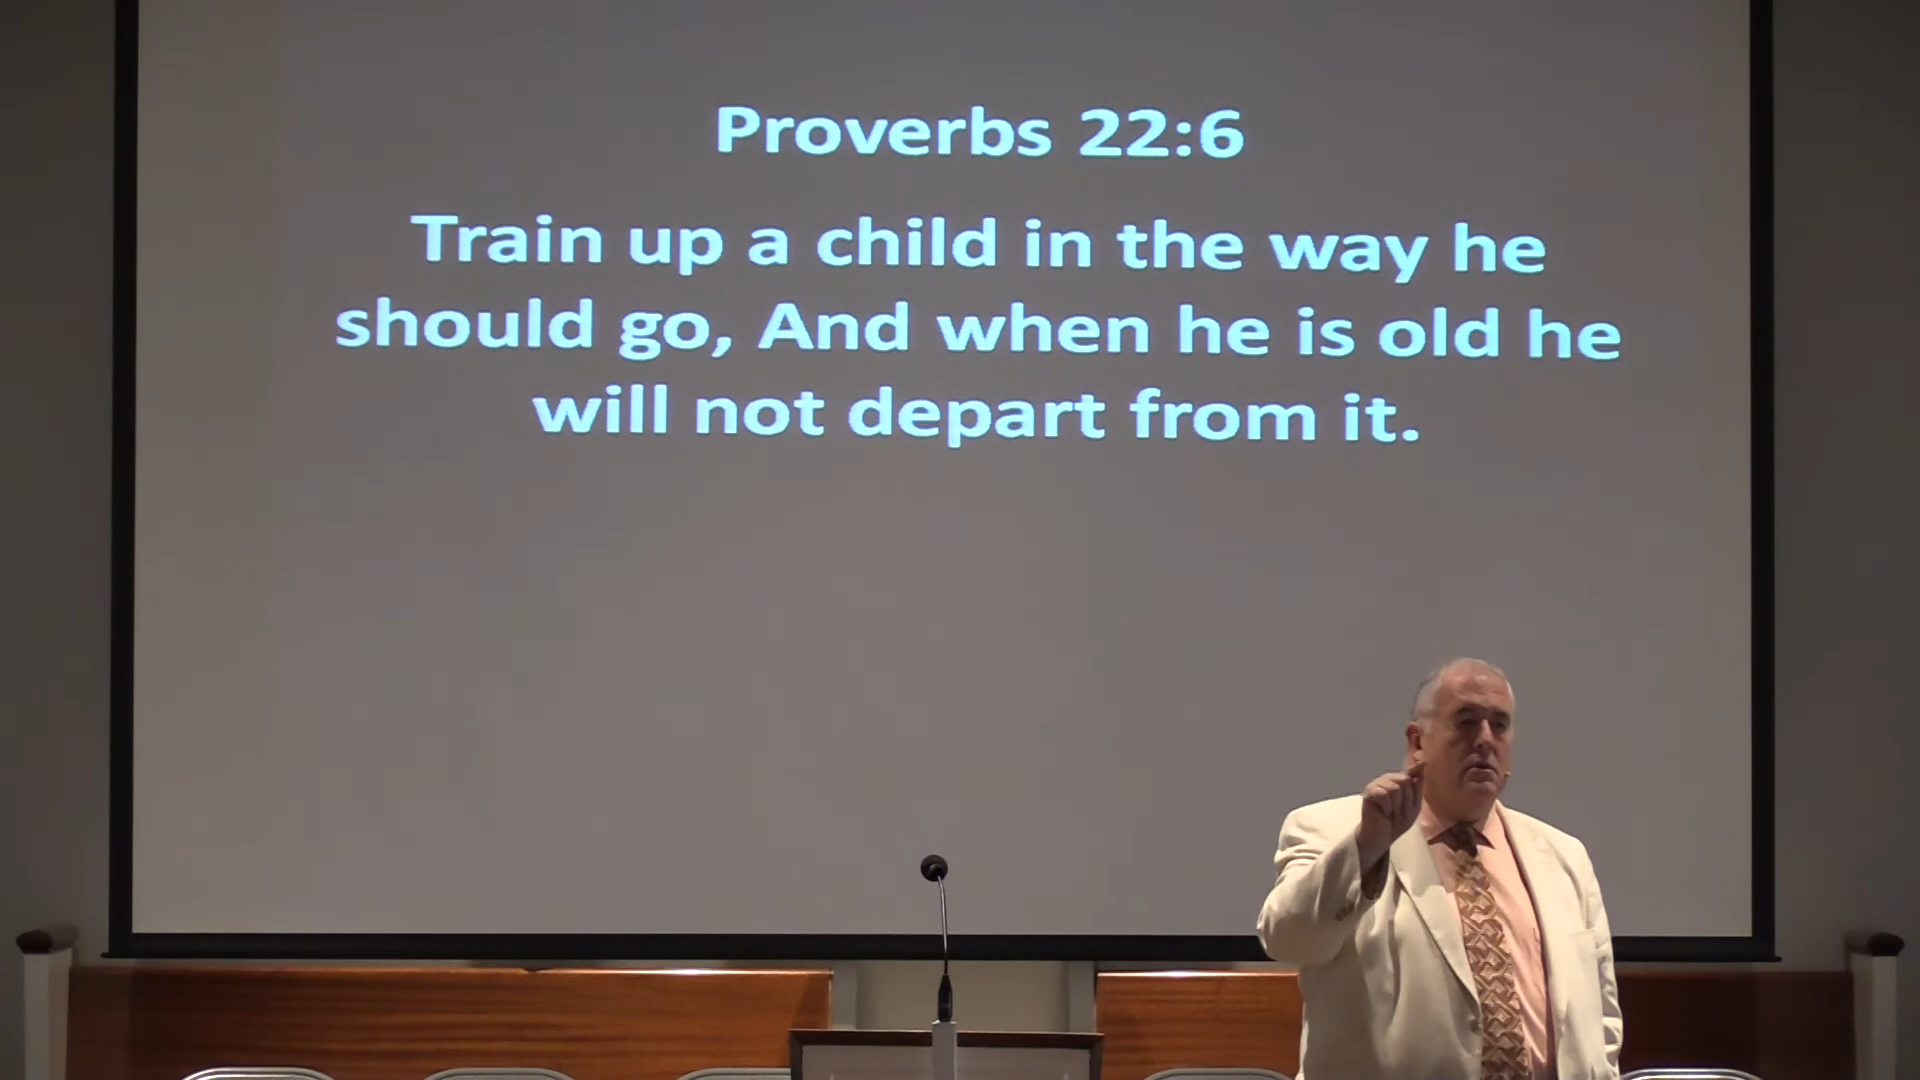 Proverbs 22:6
Train up a child in the way he
should go, And when he is old he
will not depart from it.